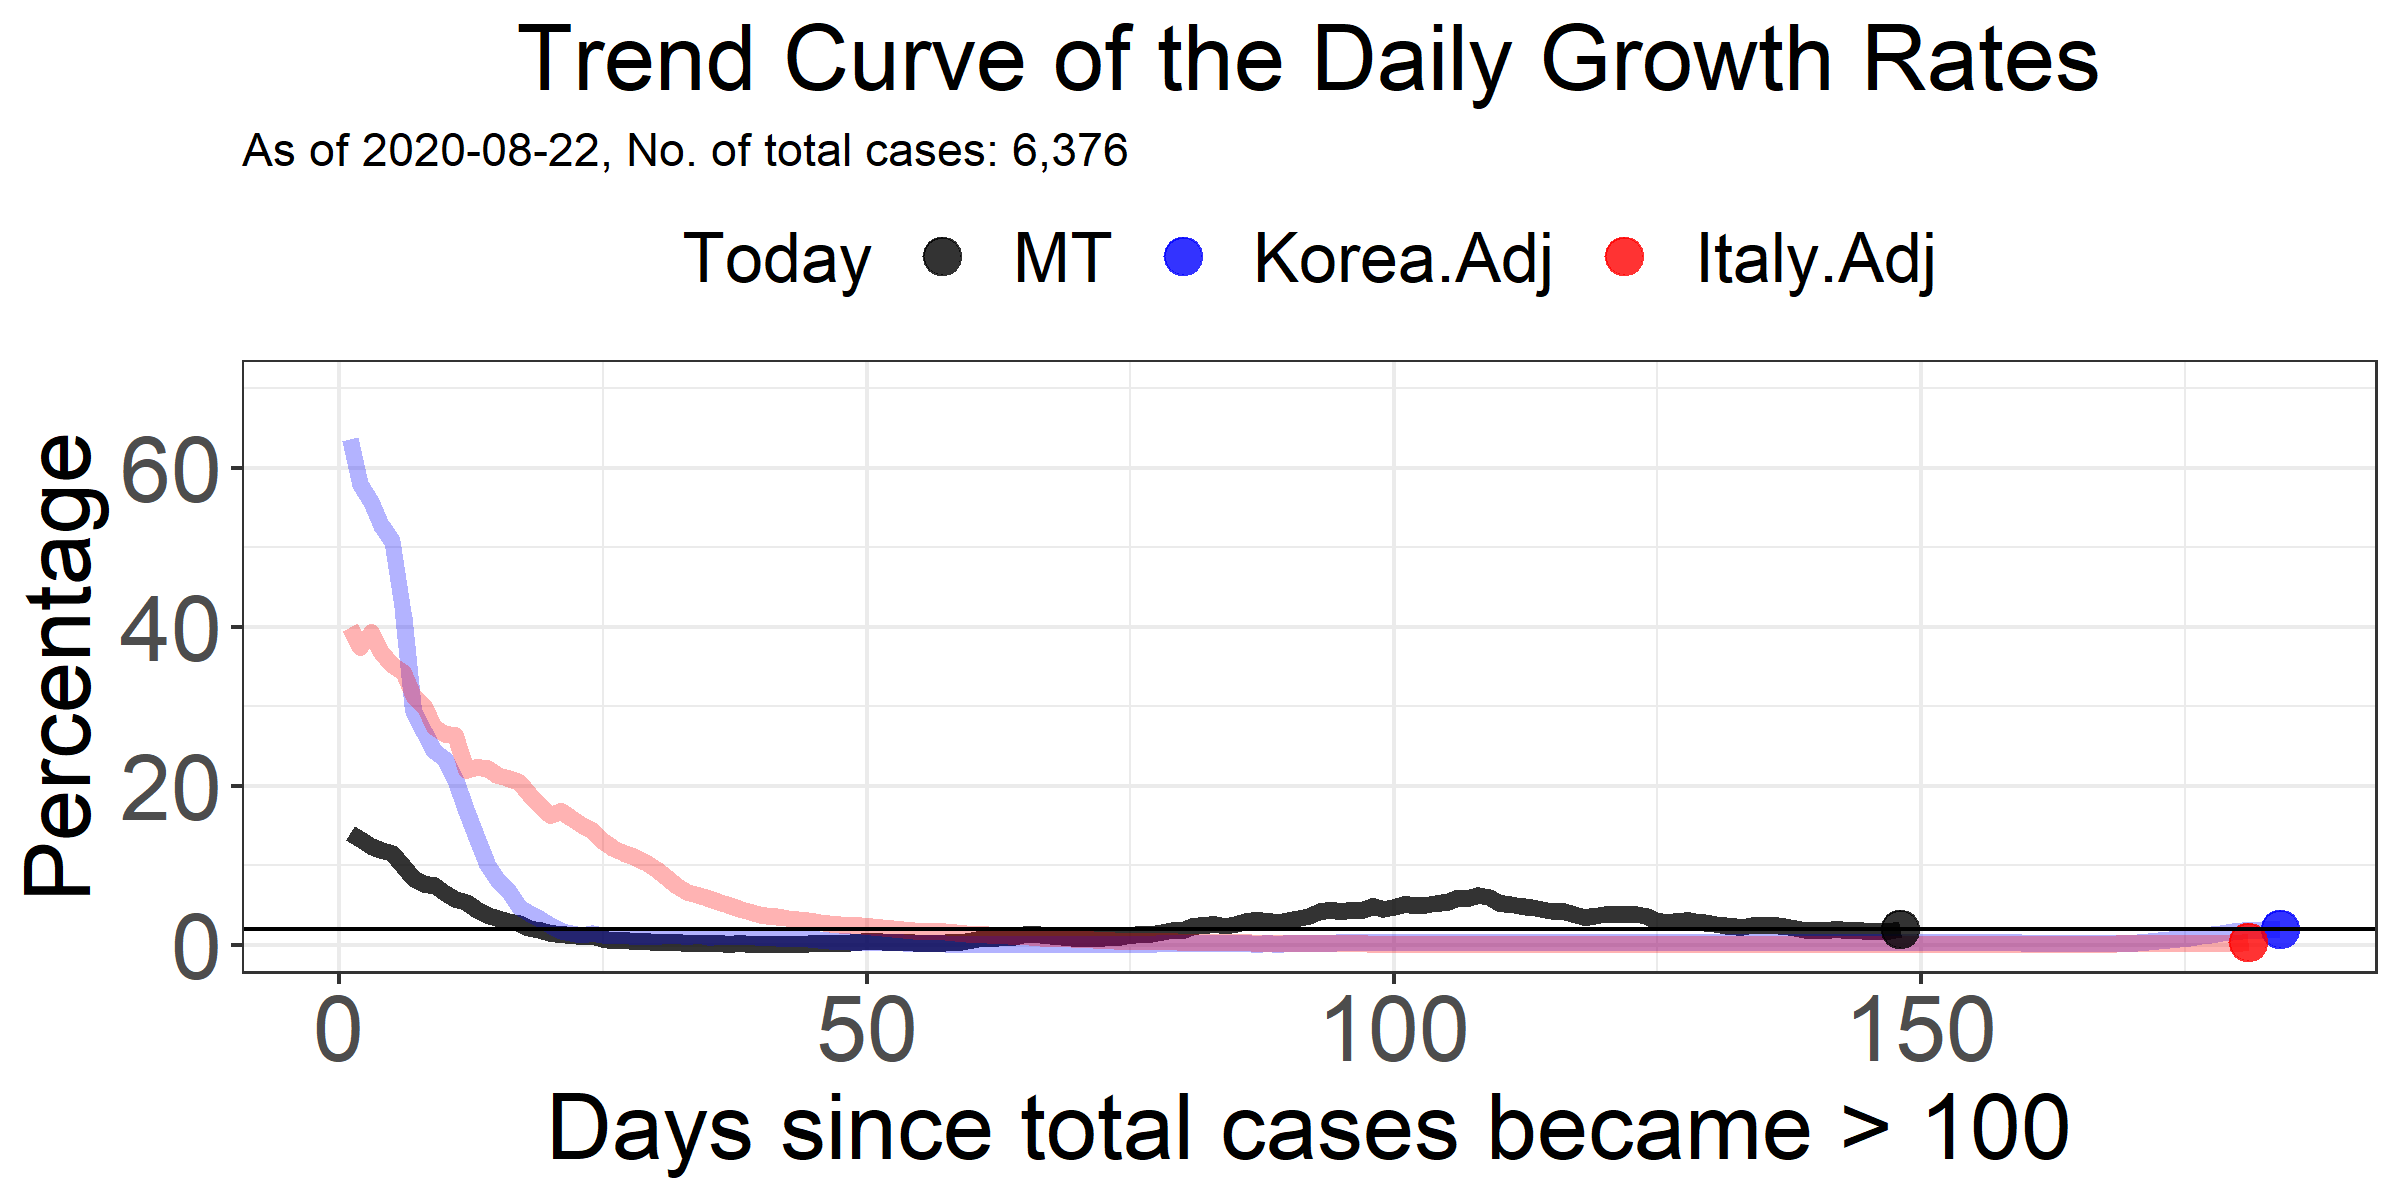 Trend Curve of the Daily Growth Rates
As of 2020-08-22, No. of total cases: 6,376
Today MT Korea.Adj Italy.Adj
Percentage
60
40
20
0
0 50 100 150
Days since total cases became > 100